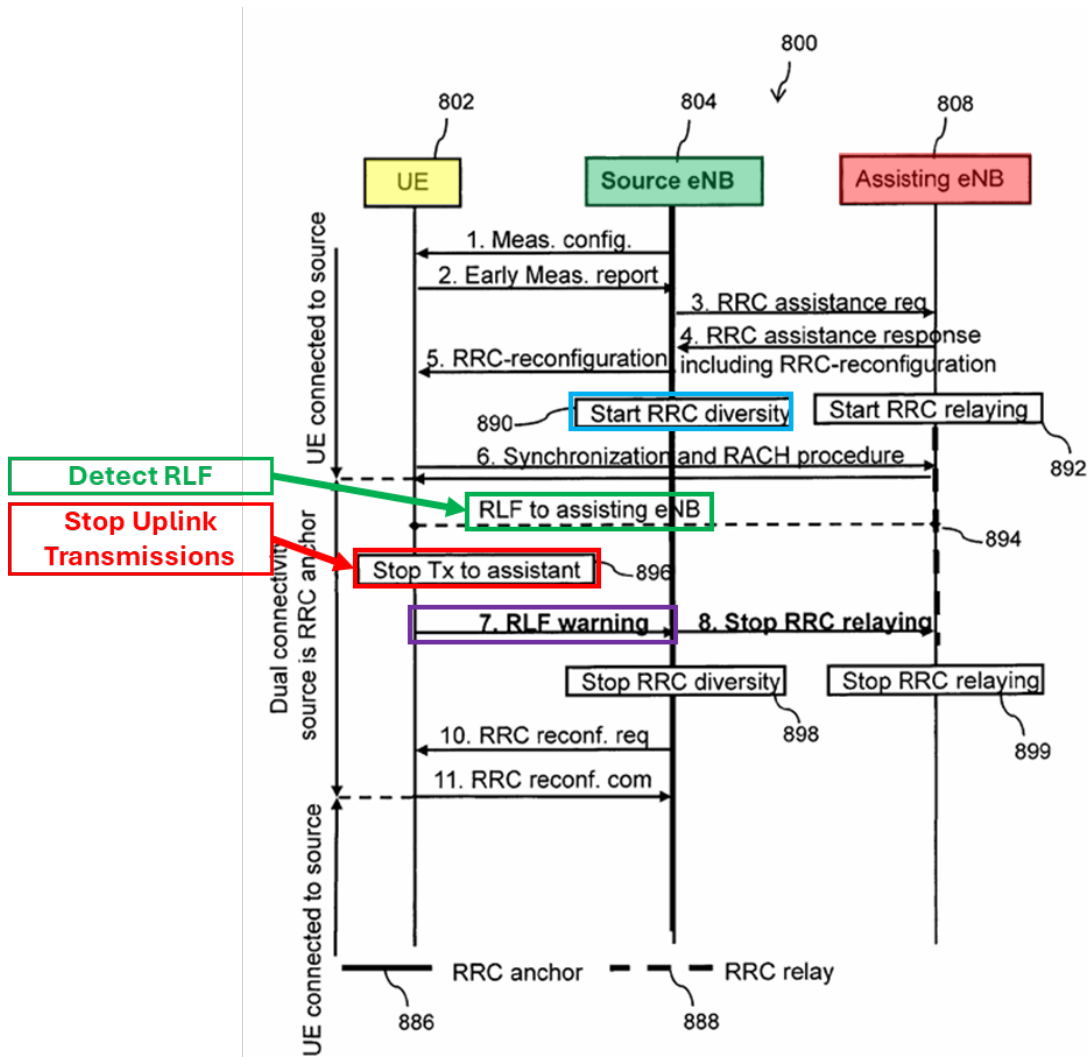 800
802
804
808
UE
Source eNB
Assisting eNB
UE connected to source
1. Meas. config.
2. Early Meas. report
3. RRC assistance req
4. RRC assistance response
5. RRC-reconfiguration
including RRC-reconfiguration
890
Start RRC diversity
Start RRC relaying
892
6. Synchronization and RACH procedure
Detect RLF
RLF to assisting eNB
894
Stop Uplink
Transmissions
Dual connectivity
source is RRC anchor
Stop Tx to assistant
896
7. RLF warning
8. Stop RRC relaying
Stop RRC diversity
Stop RRC relaying
898
899
10. RRC reconf. req
11. RRC reconf. com
UE connected to source
RRC anchor
RRC relay
886
888